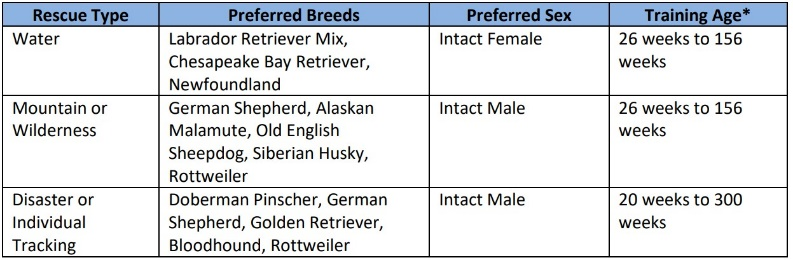 Rescue Type Preferred Breeds Preferred Sex Training Age*
Water Labrador Retriever Mix, Intact Female 26 weeks to 156
Chesapeake Bay Retriever, weeks
Newfoundland
Mountain or German Shepherd, Alaskan Intact Male 26 weeks to 156
Wilderness Malamute, Old English weeks
Sheepdog, Siberian Husky,
Rottweiler
Disaster or Doberman Pinscher, German Intact Male 20 weeks to 300
Individual Shepherd, Golden Retriever, weeks
Tracking Bloodhound, Rottweiler